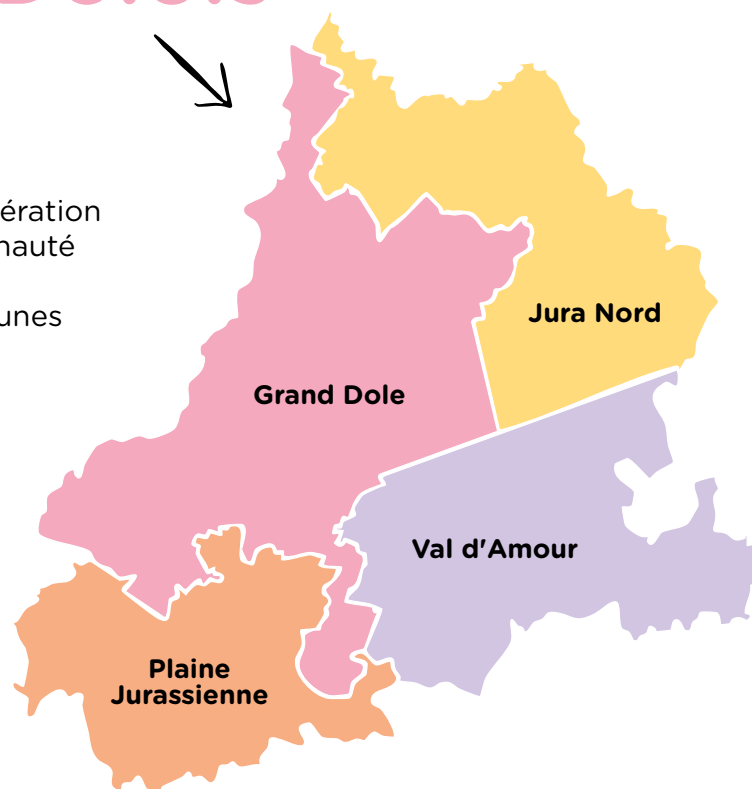 ération
nauté
unes
Jura Nord
Grand Dole
Val d'Amour
Plaine
Jurassienne